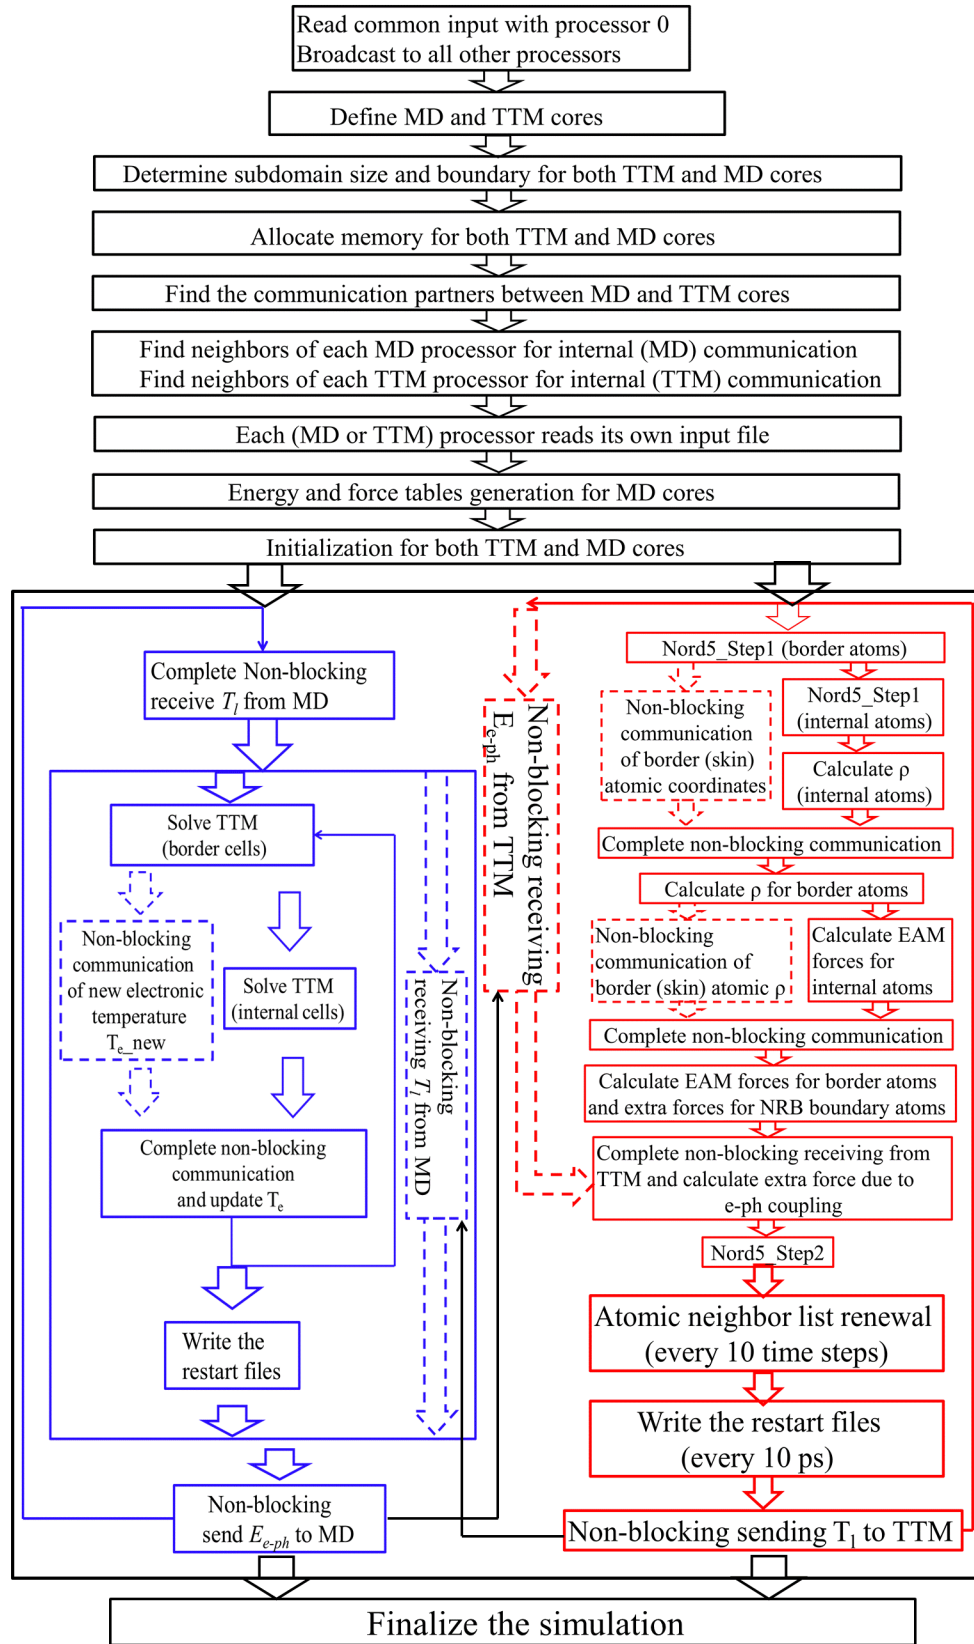 Read common input with processor 0
Broadcast to all other processors
Define MD and TTM cores
Determine subdomain size and boundary for both TTM and MD cores
Allocate memory for both TTM and MD cores
Find the communication partners between MD and TTM cores
Find neighbors of each MD processor for internal (MD) communication
Find neighbors of each TTM processor for internal (TTM) communication
Each (MD or TTM) processor reads its own input file
Energy and force tables generation for MD cores
Initialization for both TTM and MD cores
Complete Non-blocking
receive T_l from MD
Solve TTM
(border cells)
Non-blocking
communication
of new electronic
temperature
T_e_new
Solve TTM
(internal cells)
Complete non-blocking
communication
and update T_e
Write the
restart files
Non-blocking
receiving T_l from MD
Non-blocking
send E_e-ph to MD
Non-blocking receiving
E_e-ph from TTM
Nord5_Step1 (border atoms)
Non-blocking
communication
of border (skin)
atomic coordinates
Nord5_Step1
(internal atoms)
Calculate ρ
(internal atoms)
Complete non-blocking communication
Calculate ρ for border atoms
Non-blocking
communication of
border (skin) atomic ρ
Calculate EAM
forces for
internal atoms
Complete non-blocking communication
Calculate EAM forces for border atoms
and extra forces for NRB boundary atoms
Complete non-blocking receiving from
TTM and calculate extra force due to
e-ph coupling
Nord5_Step2
Atomic neighbor list renewal
(every 10 time steps)
Write the restart files
(every 10 ps)
Non-blocking sending T_l to TTM
Finalize the simulation